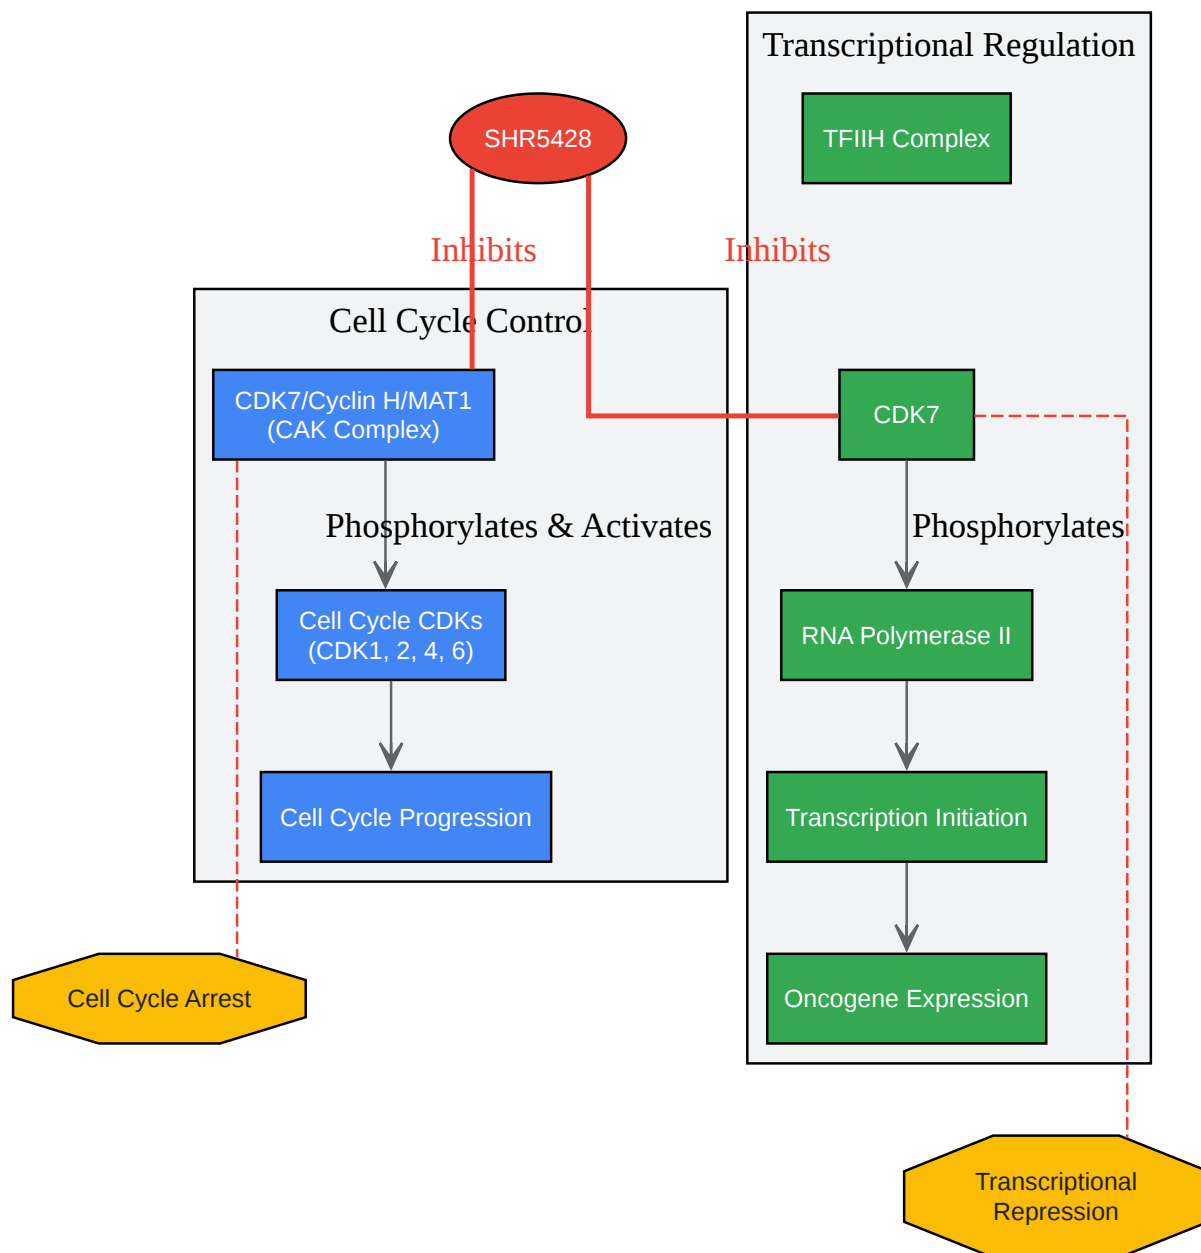 Transcriptional Regulation
SHR5428
TFIIH Complex
Inhibits
Inhibits
Cell Cycle Control
CDK7/Cyclin H/MAT1
(CAK Complex)
CDK7
Phosphorylates & Activates
Phosphorylates
Cell Cycle CDKs
(CDK1, 2, 4, 6)
RNA Polymerase II
Cell Cycle Progression
Transcription Initiation
Cell Cycle Arrest
Oncogene Expression
Transcriptional
Repression